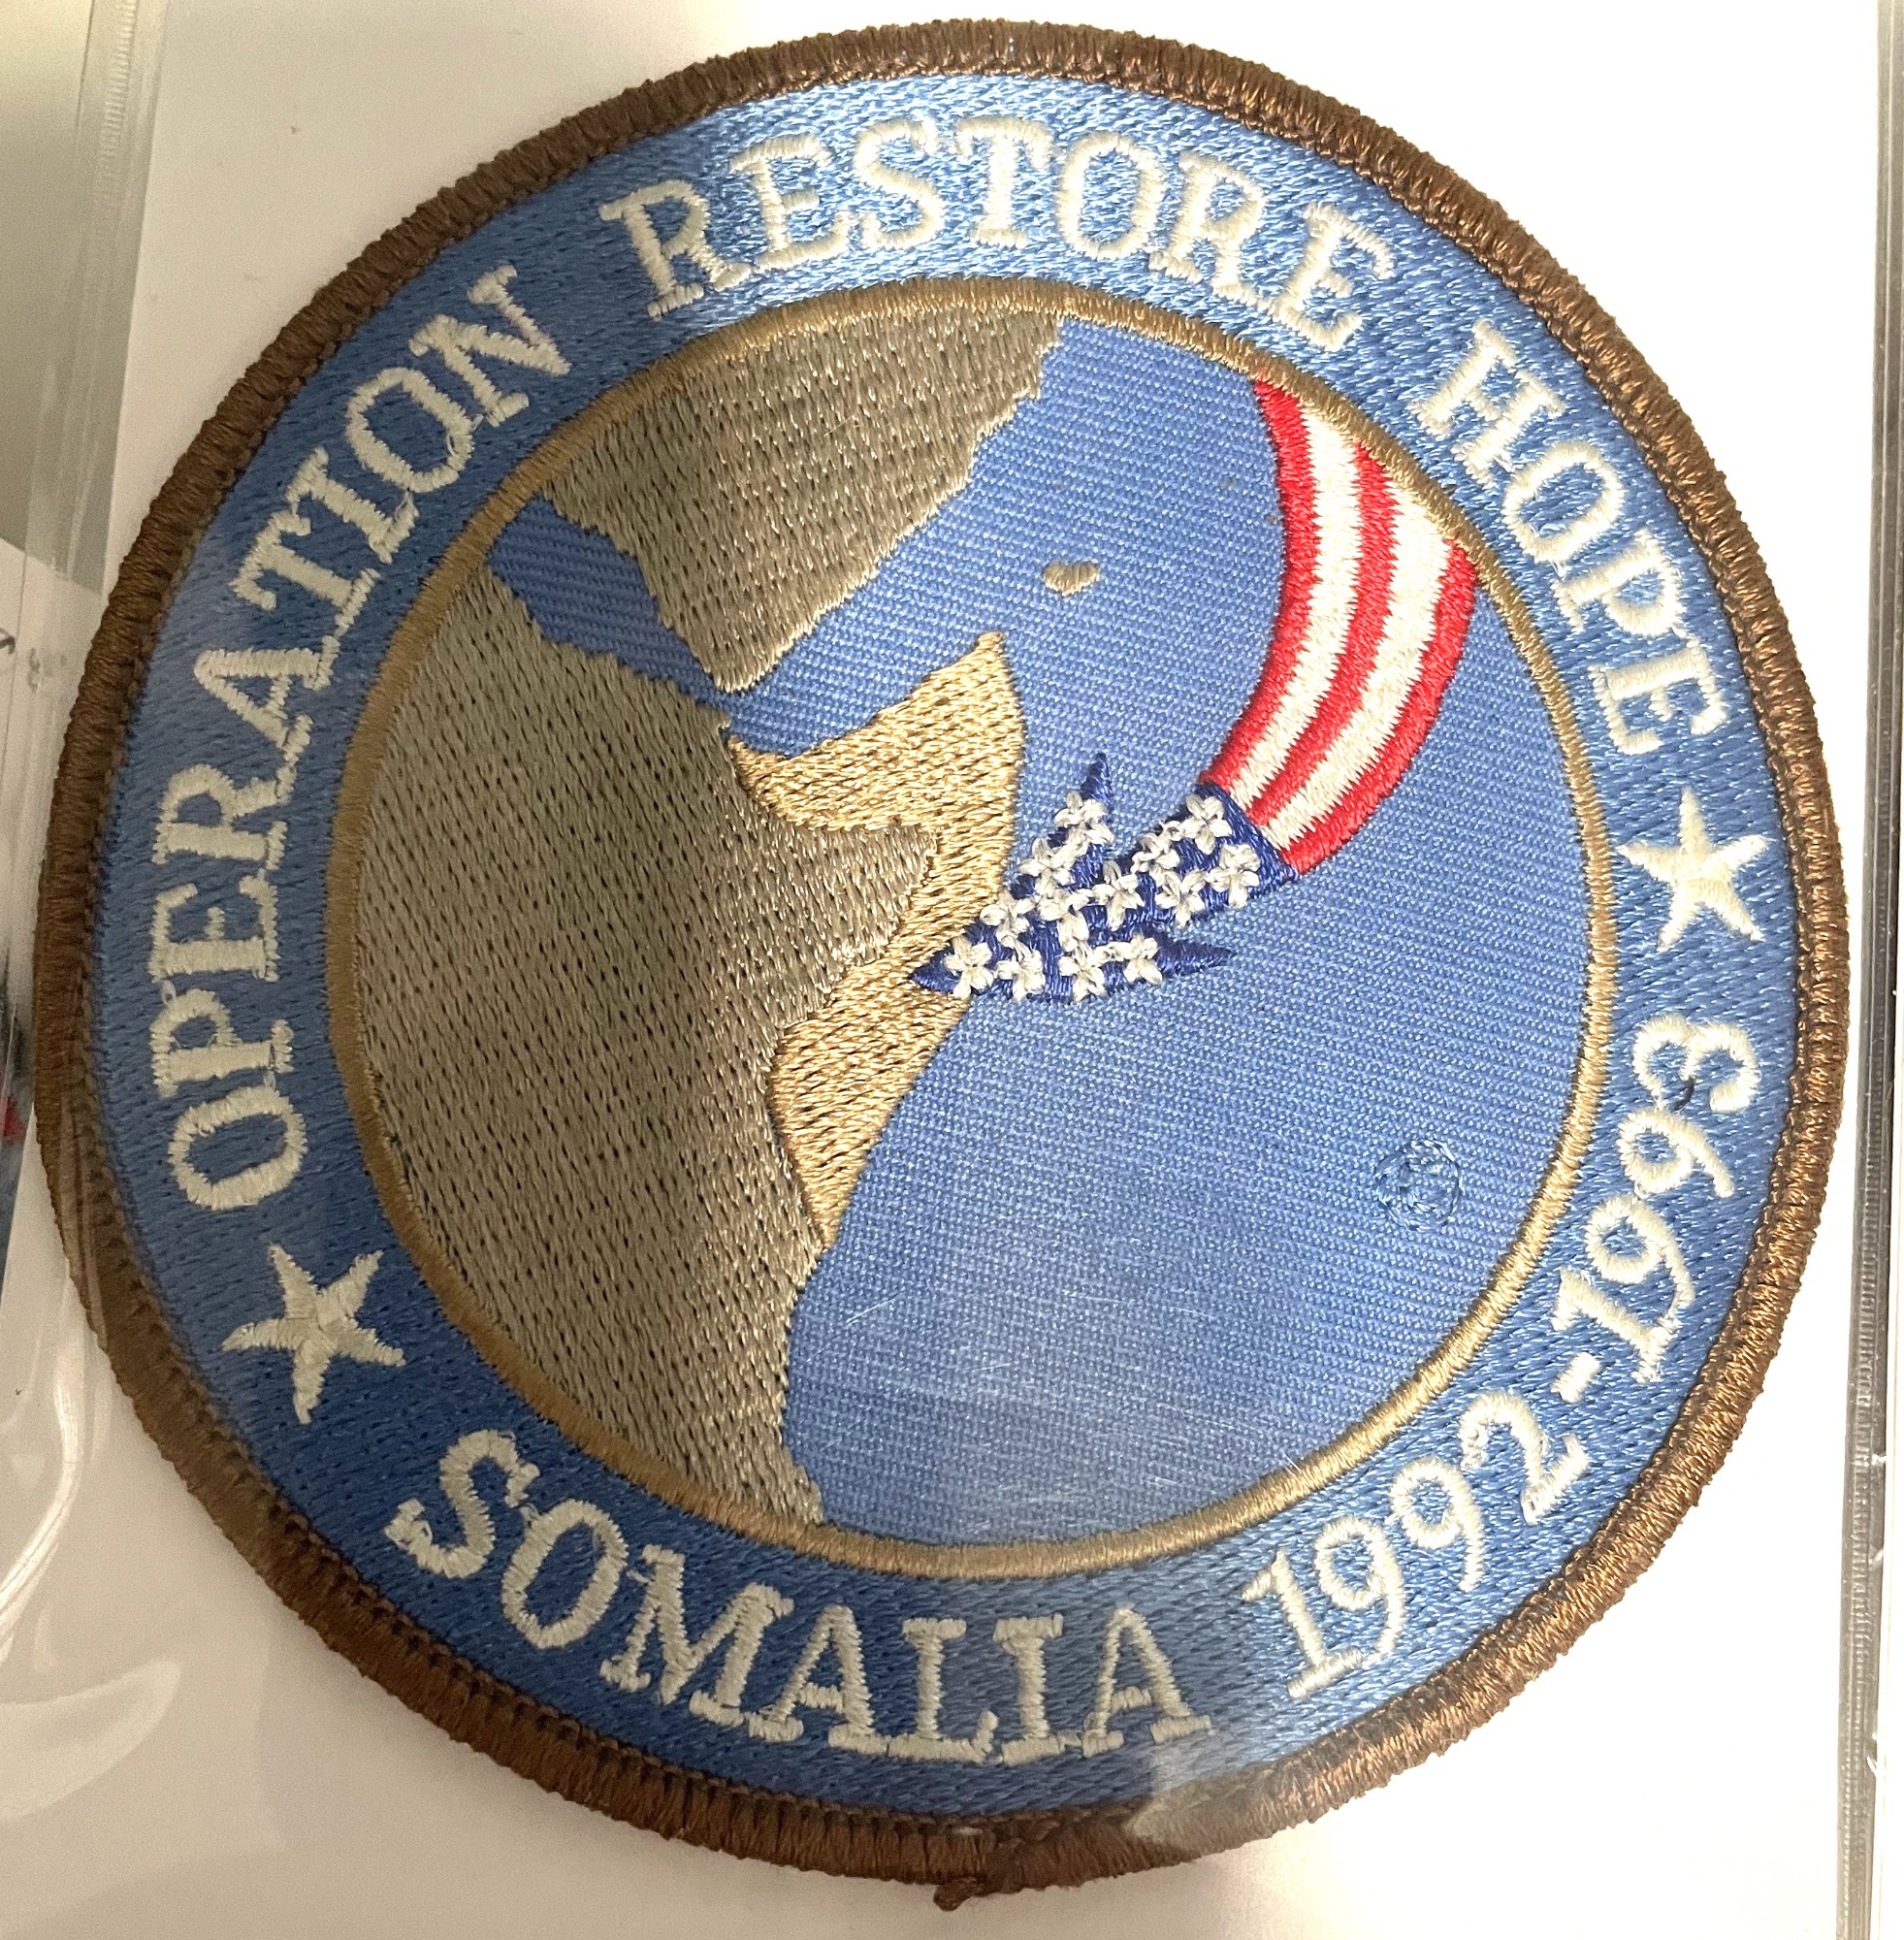 OPERATION RESTORE HOPE
SOMALIA 1992-1993